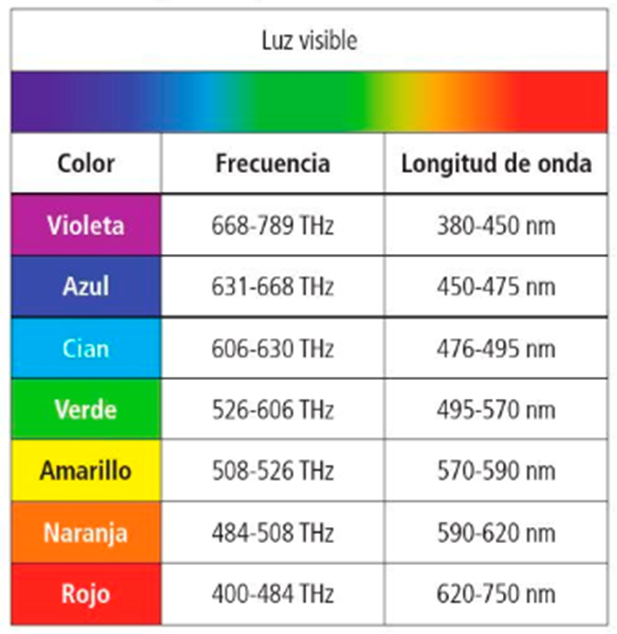 Luz visible
Color Frecuencia Longitud de onda
Violeta 668-789 THz 380-450 nm
Azul 631-668 THz 450-475 nm
Cian 606-630 THz 476-495 nm
Verde 526-606 THz 495-570 nm
Amarillo 508-526 THz 570-590 nm
Naranja 484-508 THz 590-620 nm
Rojo 400-484 THz 620-750 nm